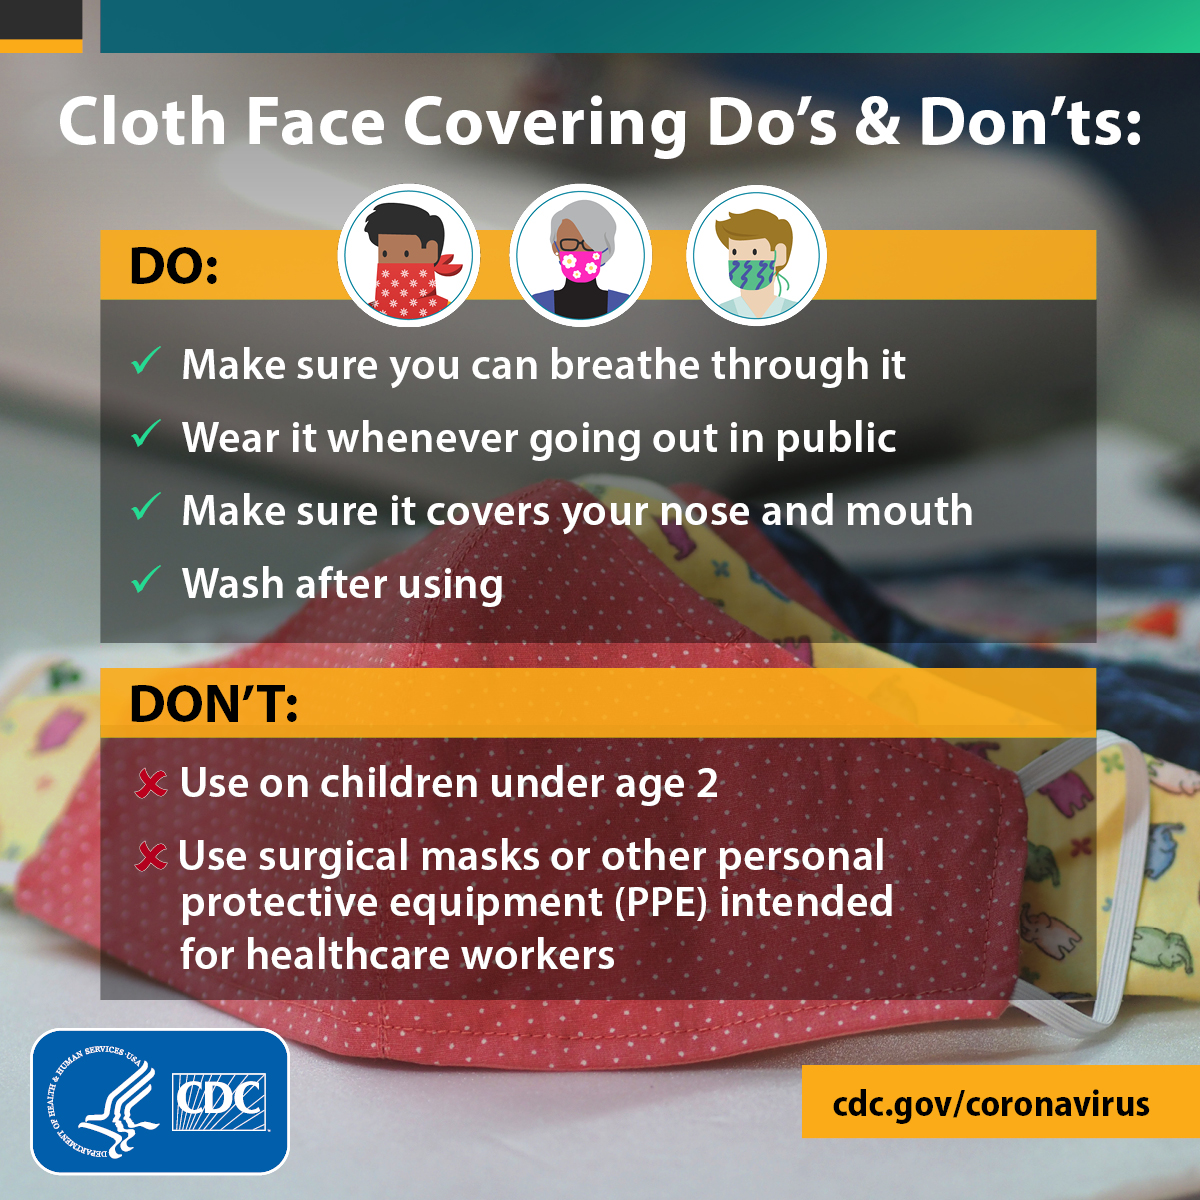 Cloth Face Covering Do’s & Don’ts:
DO:
Make sure you can breathe through it
Wear it whenever going out in public
Make sure it covers your nose and mouth
Wash after using
DON’T:
Use on children under age 2
Use surgical masks or other personal
protective equipment (PPE) intended
for healthcare workers
DEPARTMENT OF HEALTH & HUMAN SERVICES · USA
CDC
cdc.gov/coronavirus